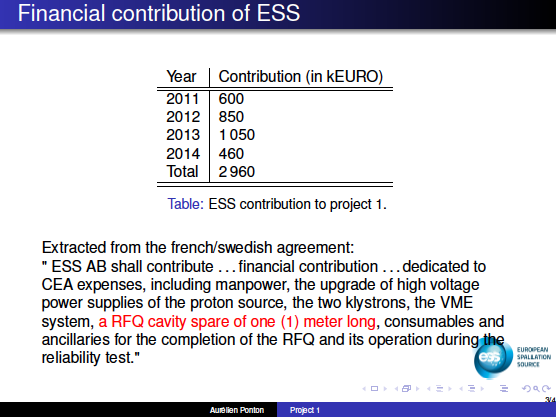 Financial contribution of ESS
Year Contribution (in kEURO)
2011 600
2012 850
2013 1 050
2014 460
Total 2 960
Table: ESS contribution to project 1.
Extracted from the french/swedish agreement:
" ESS AB shall contribute . . . financial contribution . . . dedicated to
CEA expenses, including manpower, the upgrade of high voltage
power supplies of the proton source, the two klystrons, the VME
system, a RFQ cavity spare of one (1) meter long, consumables and
ancillaries for the completion of the RFQ and its operation during the
reliability test."
ess
EUROPEAN
SPALLATION
SOURCE
Aurélien Ponton Project 1